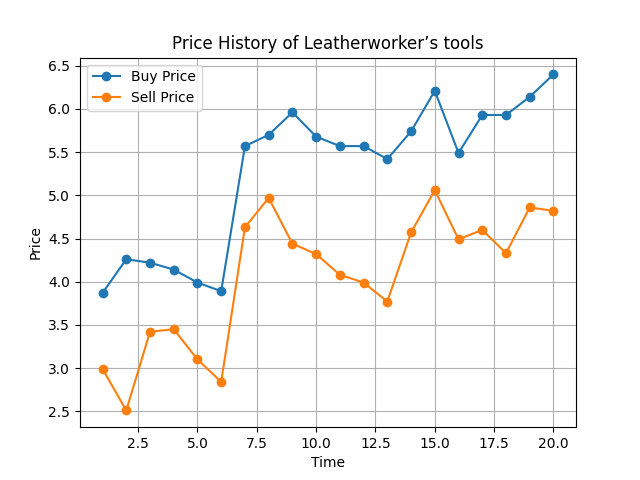 Price History of Leatherworker’s tools
Buy Price
Sell Price
6.5
6.0
5.5
5.0
4.5
4.0
3.5
3.0
2.5
Price
2.5 5.0 7.5 10.0 12.5 15.0 17.5 20.0
Time